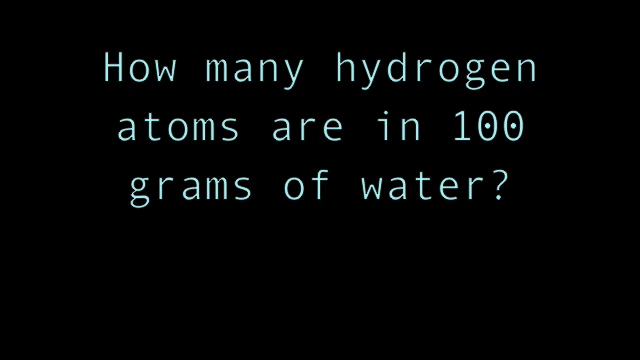 How many hydrogen
atoms are in 100
grams of water?